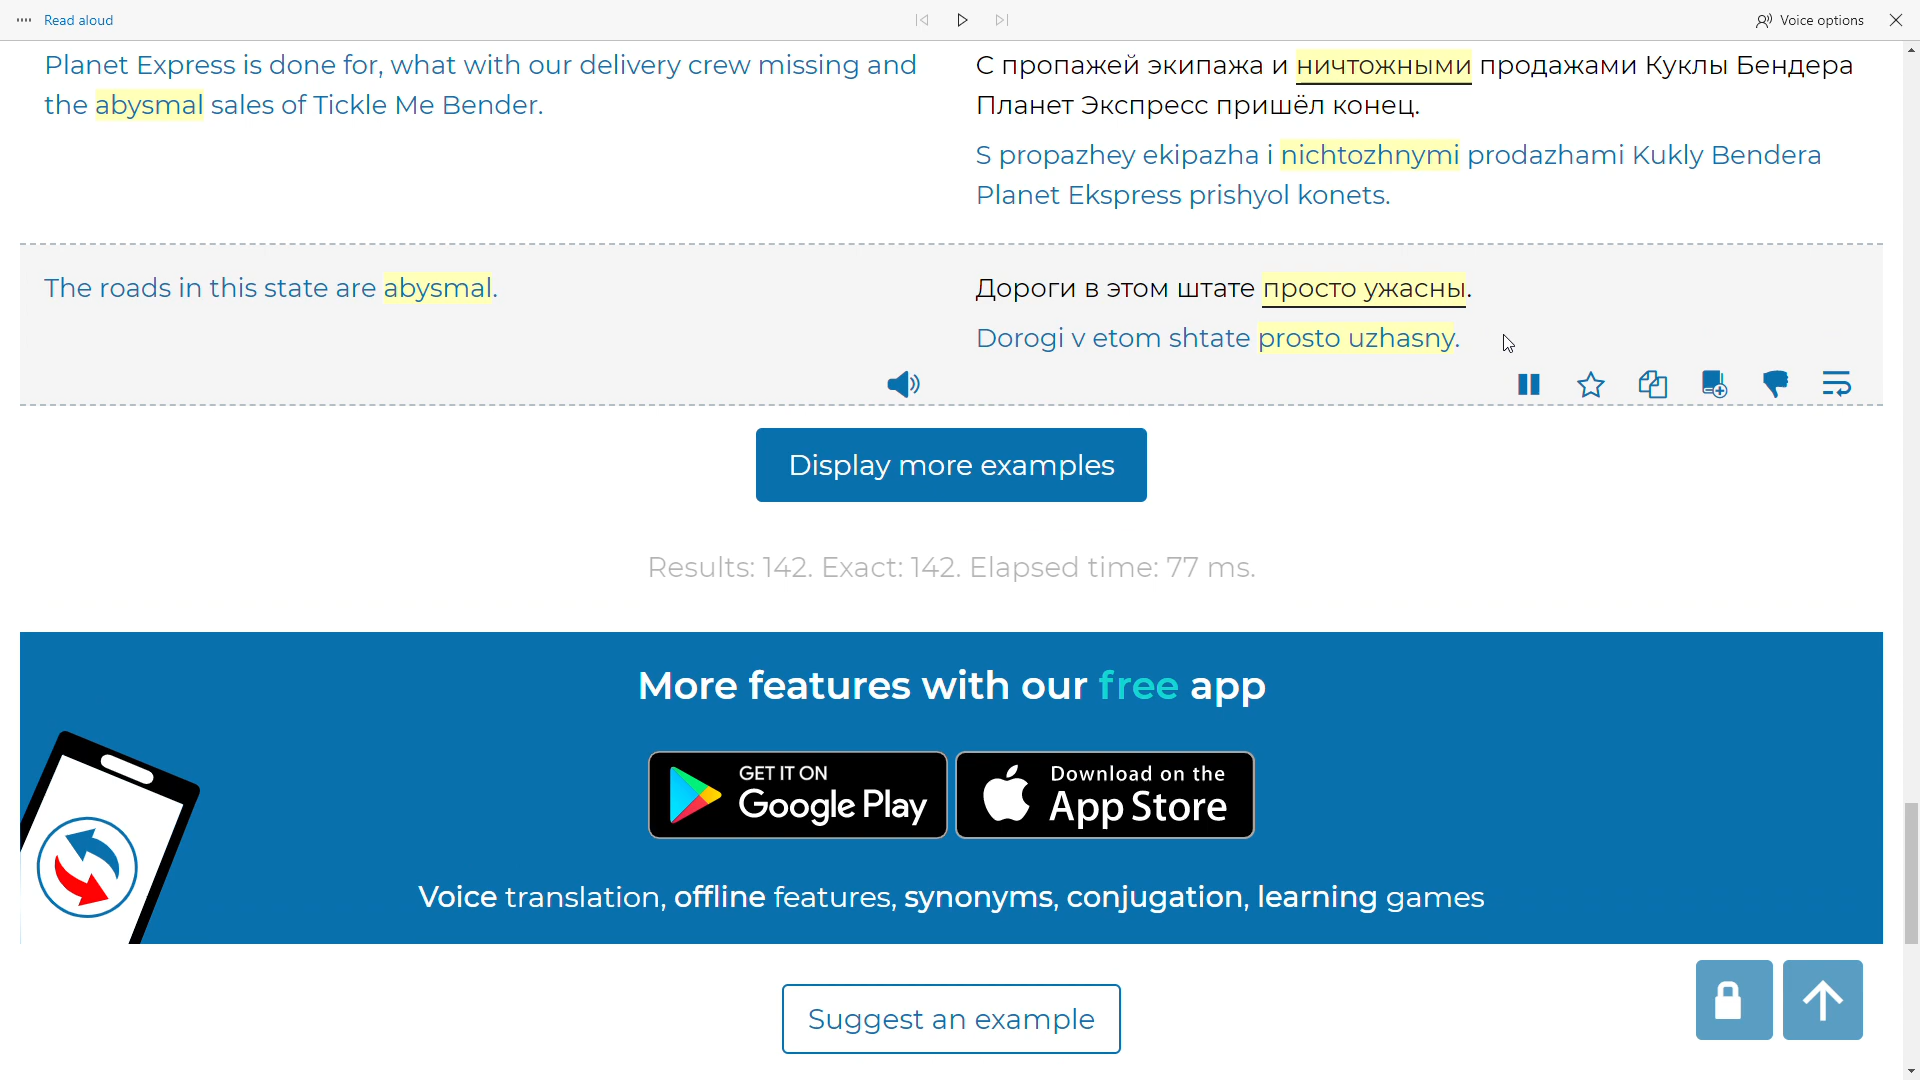 Read aloud
Voice options
Planet Express is done for, what with our delivery crew missing and
the abysmal sales of Tickle Me Bender.
С пропажей экипажа и ничтожными продажами Куклы Бендера
Планет Экспресс пришёл конец.
S propazhey ekipazha i nichtozhnymi prodazhami Kukly Bendera
Planet Ekspress prishyol konets.
The roads in this state are abysmal.
Дороги в этом штате просто ужасны.
Dorogi v etom shtate prosto uzhasny.
Display more examples
Results: 142. Exact: 142. Elapsed time: 77 ms.
More features with our free app
GET IT ON
Google Play
Download on the
App Store
Voice translation, offline features, synonyms, conjugation, learning games
Suggest an example